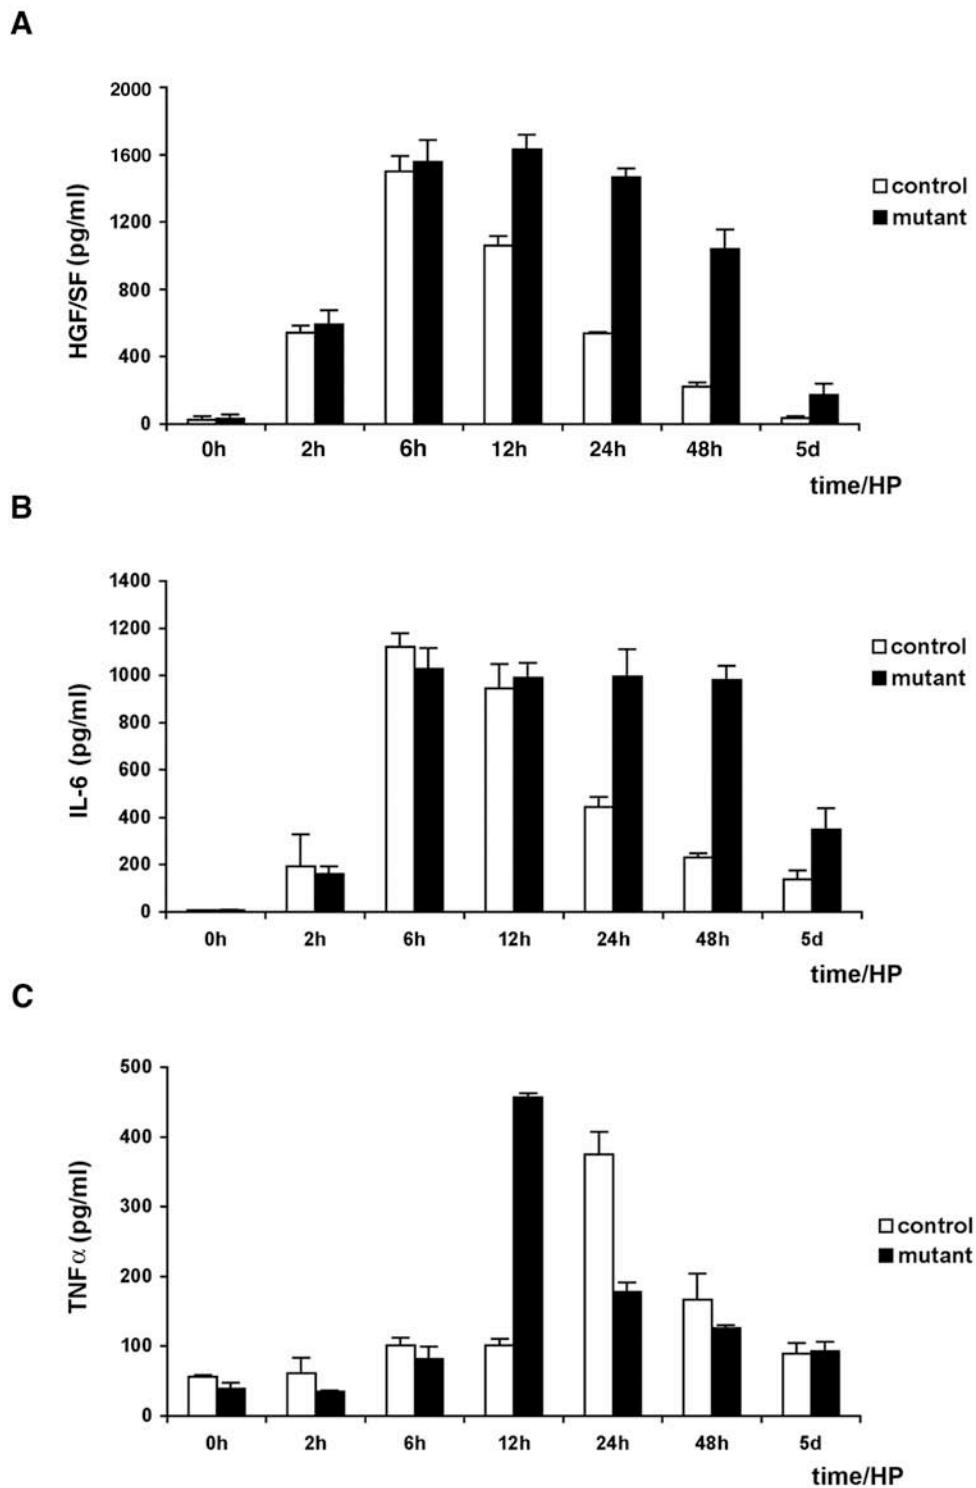 A
2000
1600
1200
800
400
0
HGF/SF (pg/ml)
control
mutant
0h 2h 6h 12h 24h 48h 5d
time/HP
B
1400
1200
1000
800
600
400
200
0
IL-6 (pg/ml)
control
mutant
0h 2h 6h 12h 24h 48h 5d
time/HP
C
500
400
300
200
100
0
TNFα (pg/ml)
control
mutant
0h 2h 6h 12h 24h 48h 5d
time/HP